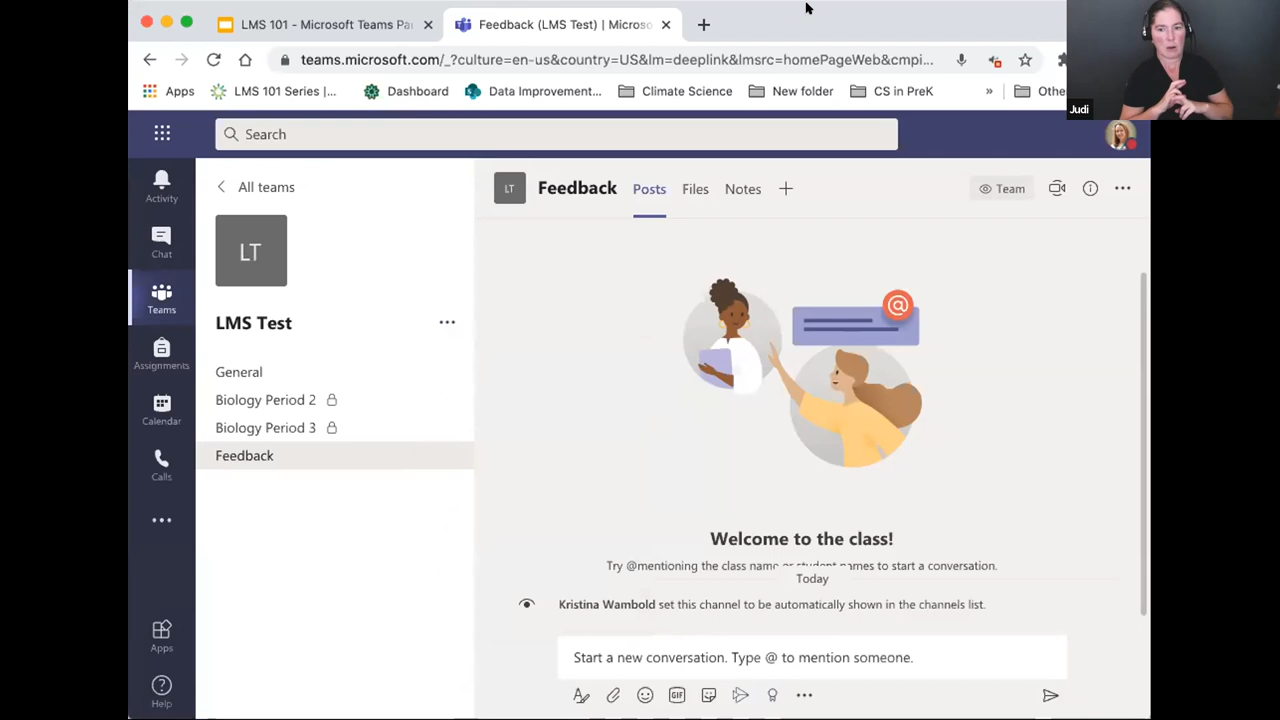 LMS 101 - Microsoft Teams Pa
Feedback (LMS Test) | Microso
teams.microsoft.com/_?culture=en-us&country=US&lm=deeplink&lmsrc=homePageWeb&cmpi...
Apps
LMS 101 Series |...
Dashboard
Data Improvement...
Climate Science
New folder
CS in PreK
»
Othe
Judi
Search
Activity
Chat
Teams
Assignments
Calendar
Calls
Apps
Help
All teams
LT
LMS Test
General
Biology Period 2
Biology Period 3
Feedback
LT
Feedback
Posts
Files
Notes
Team
@
Welcome to the class!
Try @mentioning the class name or student names to start a conversation.
Today
Kristina Wambold set this channel to be automatically shown in the channels list.
Start a new conversation. Type @ to mention someone.
GIF